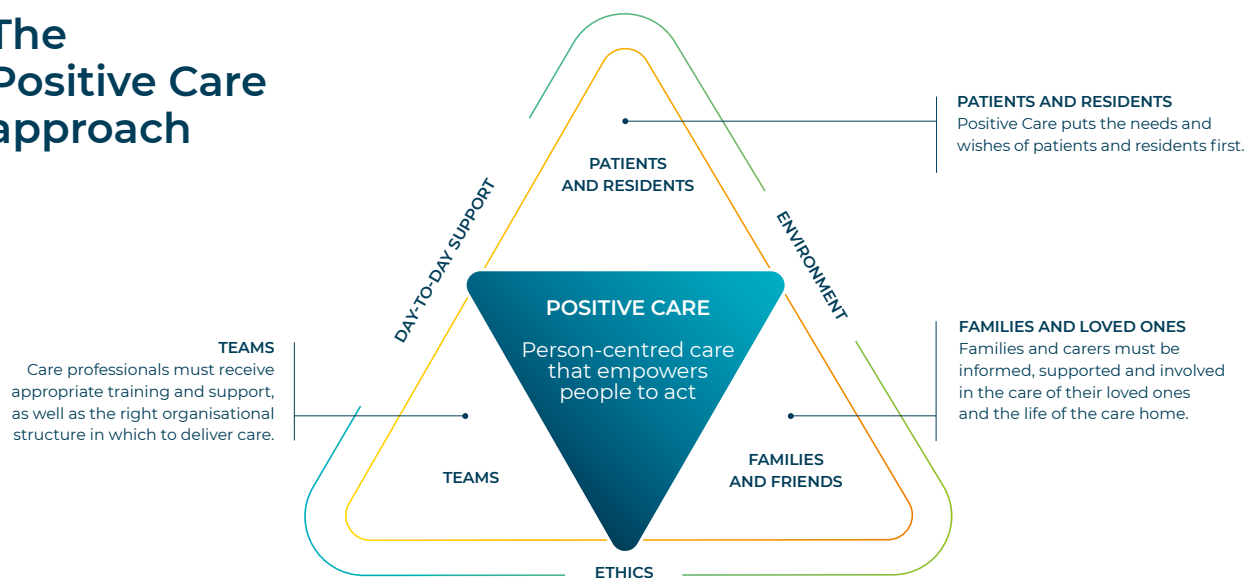 The
Positive Care
approach
PATIENTS AND RESIDENTS
Positive Care puts the needs and
wishes of patients and residents first.
PATIENTS
AND RESIDENTS
DAY-TO-DAY SUPPORT
ENVIRONMENT
POSITIVE CARE
Person-centred care
that empowers
people to act
TEAMS
Care professionals must receive
appropriate training and support,
as well as the right organisational
structure in which to deliver care.
FAMILIES AND LOVED ONES
Families and carers must be
informed, supported and involved
in the care of their loved ones
and the life of the care home.
TEAMS
FAMILIES
AND FRIENDS
ETHICS